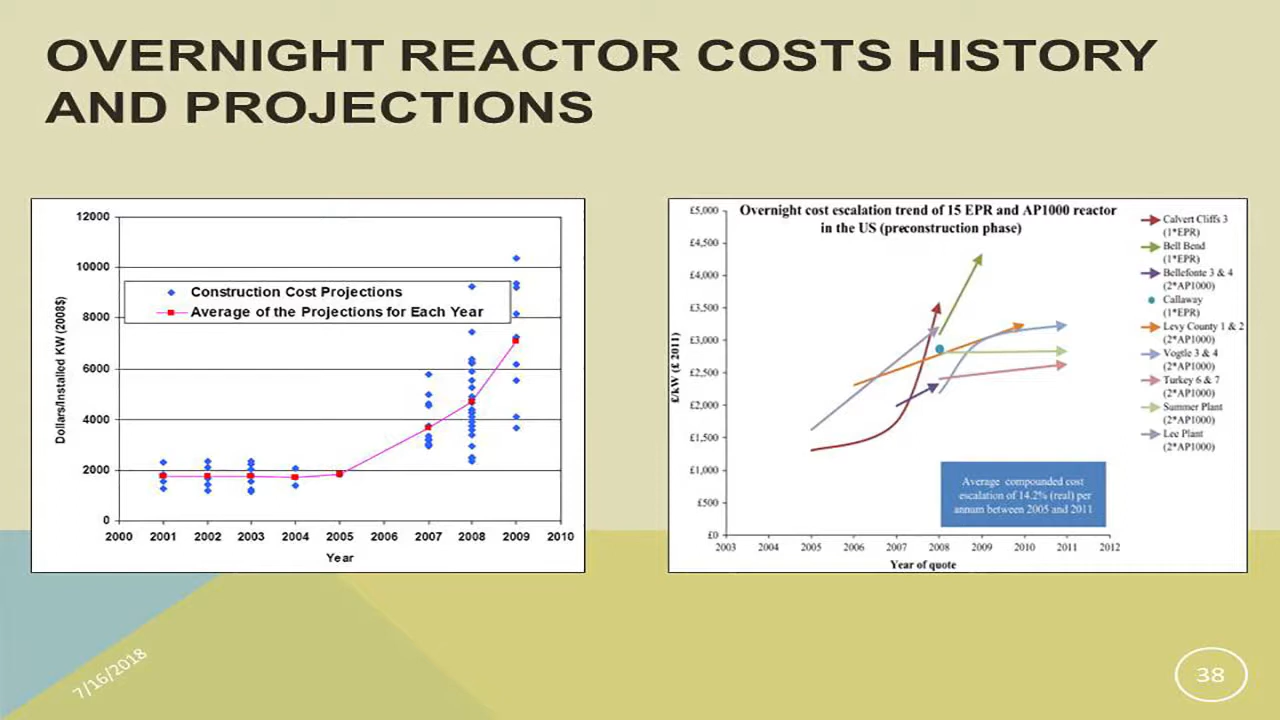 OVERNIGHT REACTOR COSTS HISTORY
AND PROJECTIONS
12000
10000
8000
6000
4000
2000
0
Dollars/Installed KW (2008$)
Construction Cost Projections
Average of the Projections for Each Year
2000 2001 2002 2003 2004 2005 2006 2007 2008 2009 2010
Year
Overnight cost escalation trend of 15 EPR and AP1000 reactor
in the US (preconstruction phase)
£5,000
£4,500
£4,000
£3,500
£3,000
£2,500
£2,000
£1,500
£1,000
£500
£0
£/kW (£ 2011)
2003 2004 2005 2006 2007 2008 2009 2010 2011 2012
Year of quote
Calvert Cliffs 3
(1*EPR)
Bell Bend
(1*EPR)
Bellefonte 3 & 4
(2*AP1000)
Callaway
(1*EPR)
Levy County 1 & 2
(2*AP1000)
Vogtle 3 & 4
(2*AP1000)
Turkey 6 & 7
(2*AP1000)
Summer Plant
(2*AP1000)
Lee Plant
(2*AP1000)
Average compounded cost
escalation of 14.2% (real) per
annum between 2005 and 2011
7/16/2018
38